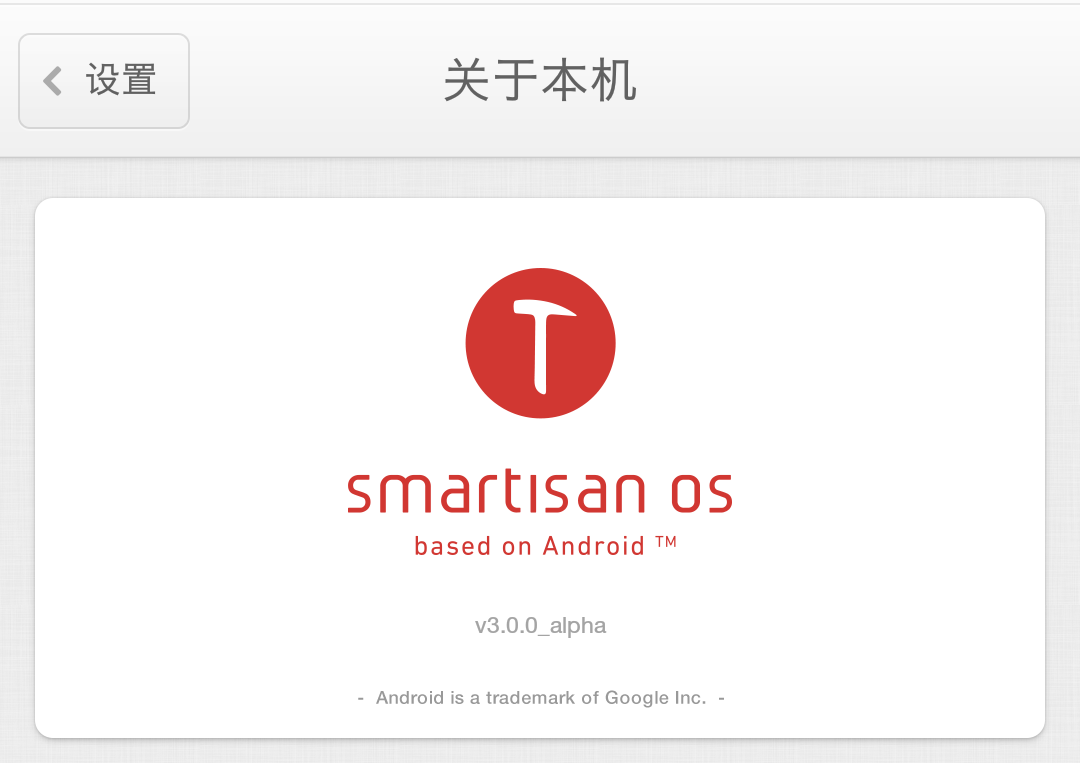 设置
关于本机
smartisan os
based on Android ™
v3.0.0_alpha
- Android is a trademark of Google Inc. -